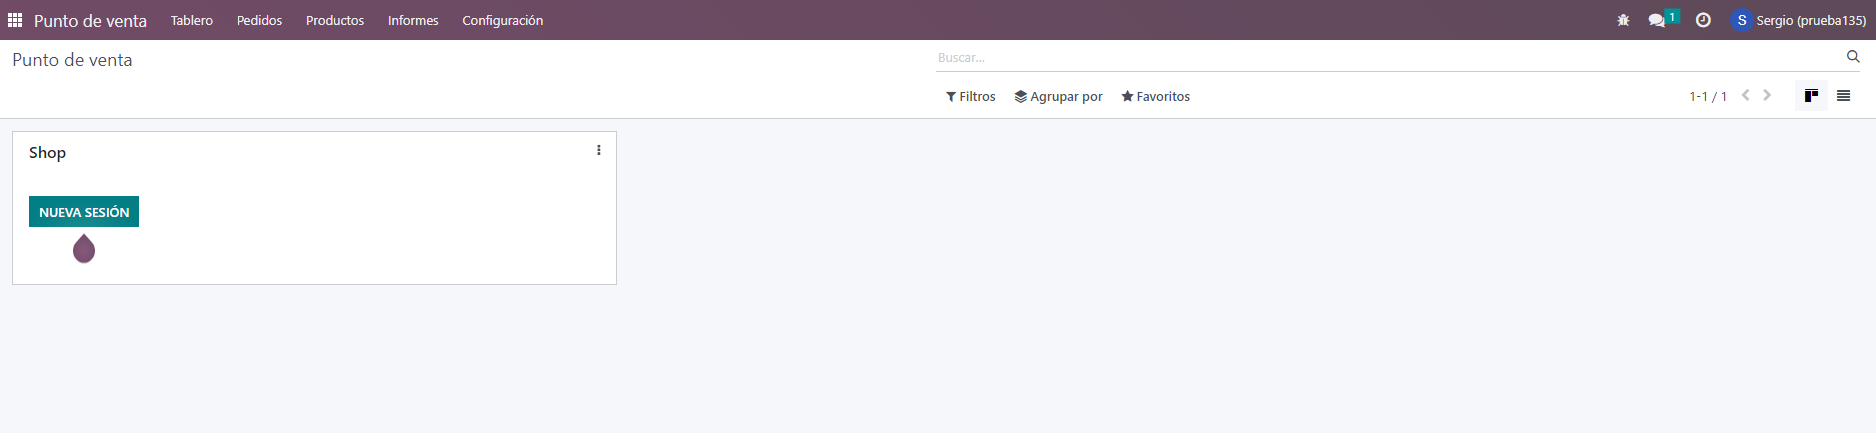 Punto de venta Tablero Pedidos Productos Informes Configuración 1 S Sergio (prueba135)
Punto de venta Buscar...
Filtros Agrupar por Favoritos 1-1 / 1
Shop
NUEVA SESIÓN